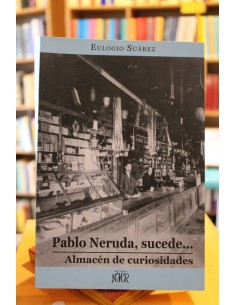 Eulogio Suárez
Pablo Neruda, sucede...
Almacén de curiosidades